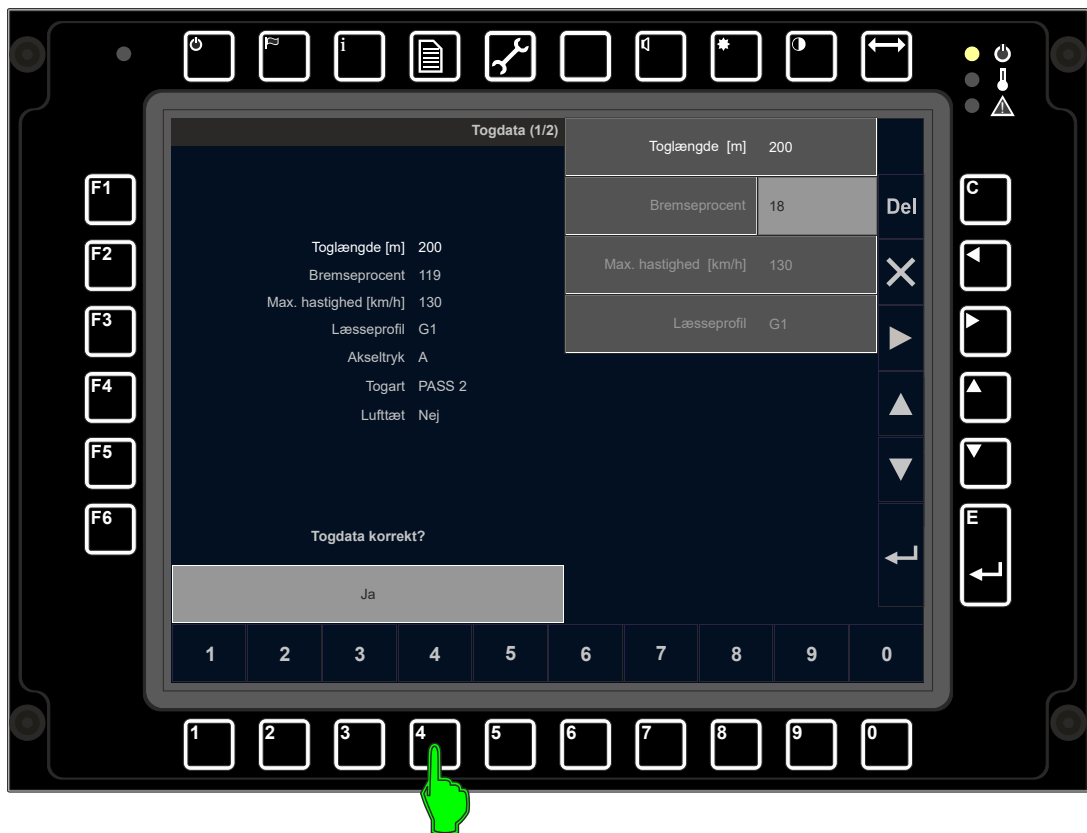 i
Togdata (1/2)
Toglængde [m] 200
Bremseprocent 18
Max. hastighed [km/h] 130
Læsseprofil G1
Toglængde [m] 200
Bremseprocent 119
Max. hastighed [km/h] 130
Læsseprofil G1
Akseltryk A
Togart PASS 2
Lufttæt Nej
Togdata korrekt?
Ja
Del
1 2 3 4 5 6 7 8 9 0
F1
F2
F3
F4
F5
F6
C
E
1 2 3 4 5 6 7 8 9 0